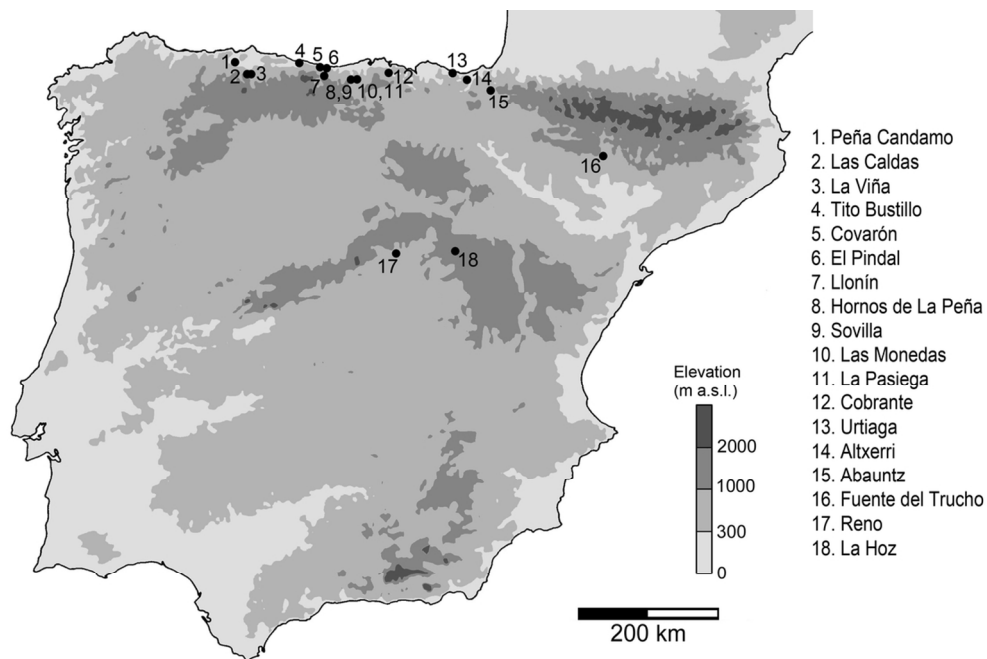 1
2
3
4
5
6
7
8,9
10,11
12
13
14
15
16
17
18
1. Peña Candamo
2. Las Caldas
3. La Viña
4. Tito Bustillo
5. Covarón
6. El Pindal
7. Llonín
8. Hornos de La Peña
9. Sovilla
10. Las Monedas
11. La Pasiega
12. Cobrante
13. Urtiaga
14. Altxerri
15. Abauntz
16. Fuente del Trucho
17. Reno
18. La Hoz
Elevation
(m a.s.l.)
2000
1000
300
0
200 km